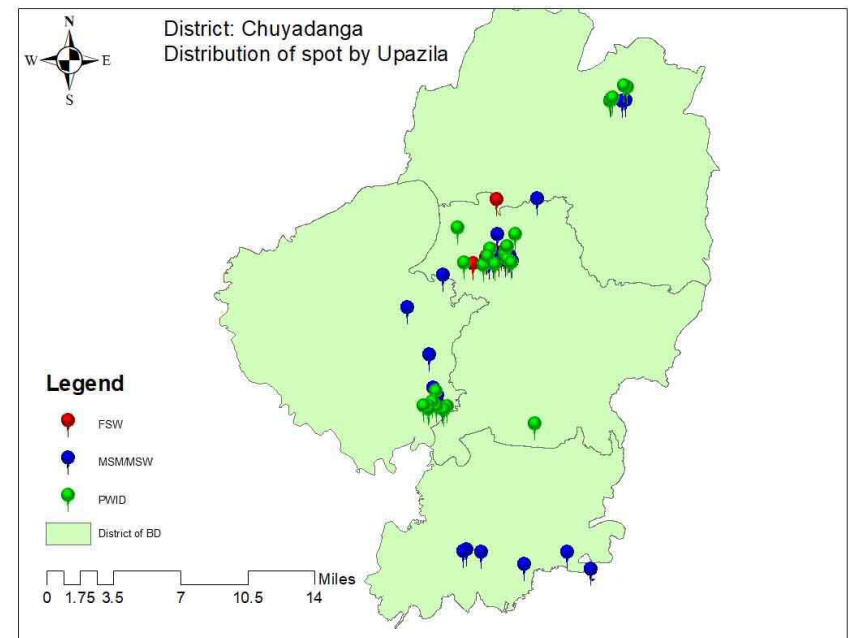 N
W E
S
District: Chuyadanga
Distribution of spot by Upazila
Legend
FSW
MSM/MSW
PWID
District of BD
Miles
0 1.75 3.5 7 10.5 14